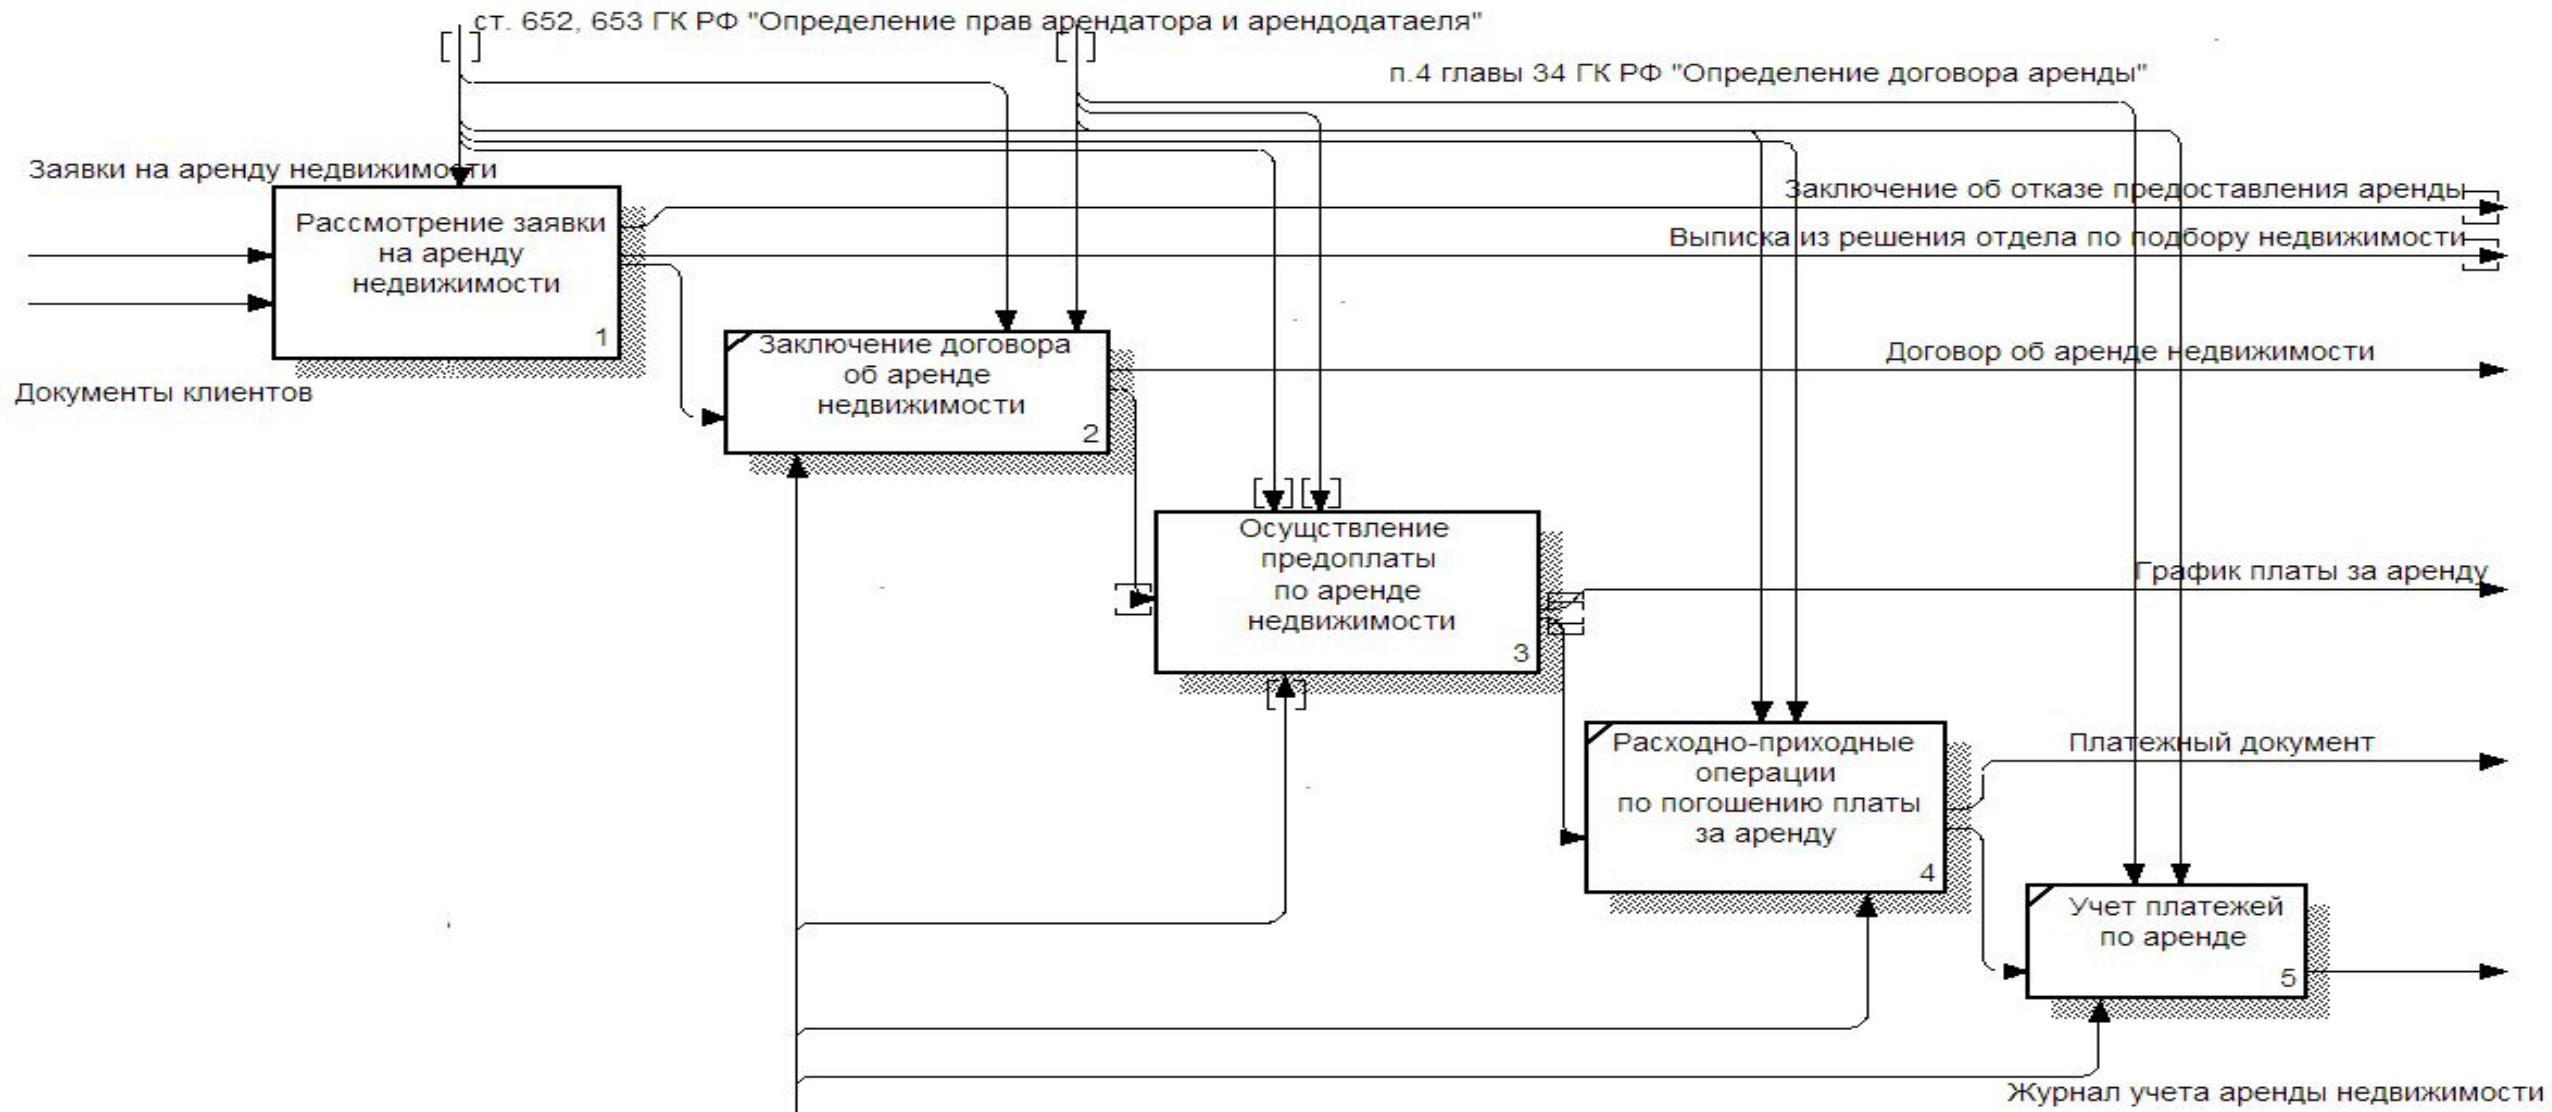 ст. 652, 653 ГК РФ "Определение прав арендатора и арендодатаеля"
п.4 главы 34 ГК РФ "Определение договора аренды"
Заявки на аренду недвижимости
Заключение об отказе предоставления аренды
Рассмотрение заявки
на аренду
недвижимости
1
Выписка из решения отдела по подбору недвижимости
Документы клиентов
Заключение договора
об аренде
недвижимости
2
Договор об аренде недвижимости
Осущствление
предоплаты
по аренде
недвижимости
3
График платы за аренду
Расходно-приходные
операции
по погошению платы
за аренду
4
Платежный документ
Учет платежей
по аренде
5
Журнал учета аренды недвижимости